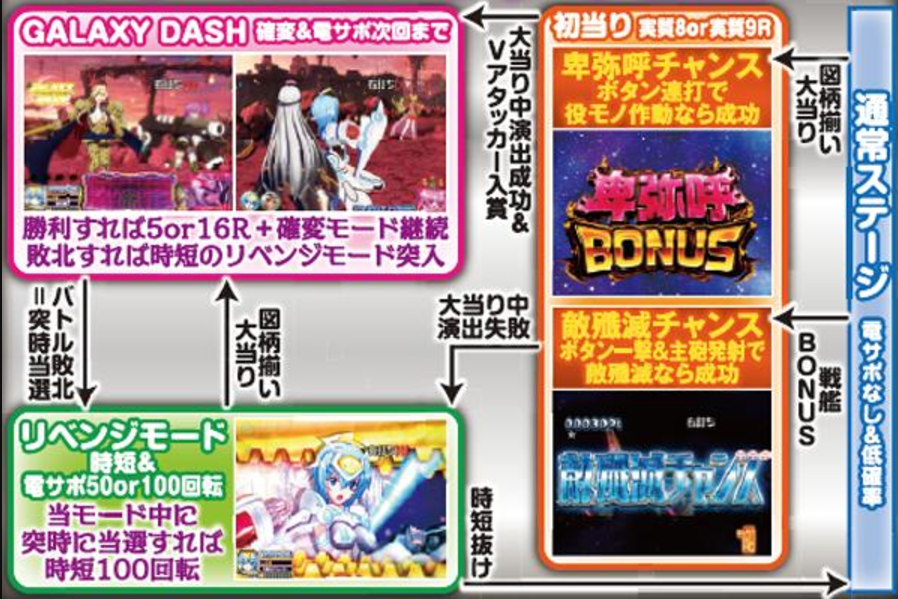 GALAXY DASH 確変&電サポ次回まで
勝利すれば5or16R+確変モード継続
敗北すれば時短のリベンジモード突入
大当り中演出成功&
Vアタッカー入賞
初当り 実質8or実質9R
卑弥呼チャンス
ボタン連打で
役モノ作動なら成功
卑弥呼
BONUS
図柄揃い
大当り
通常ステージ 電サポなし&低確率
敵殲滅チャンス
ボタン一撃&主砲発射で
敵殲滅なら成功
敵殲滅チャンス
戦艦
BONUS
大当り中
演出失敗
バトル敗北
=突時当選
図柄揃い
大当り
リベンジモード
時短&
電サポ50or100回転
当モード中に
突時に当選すれば
時短100回転
時短抜け